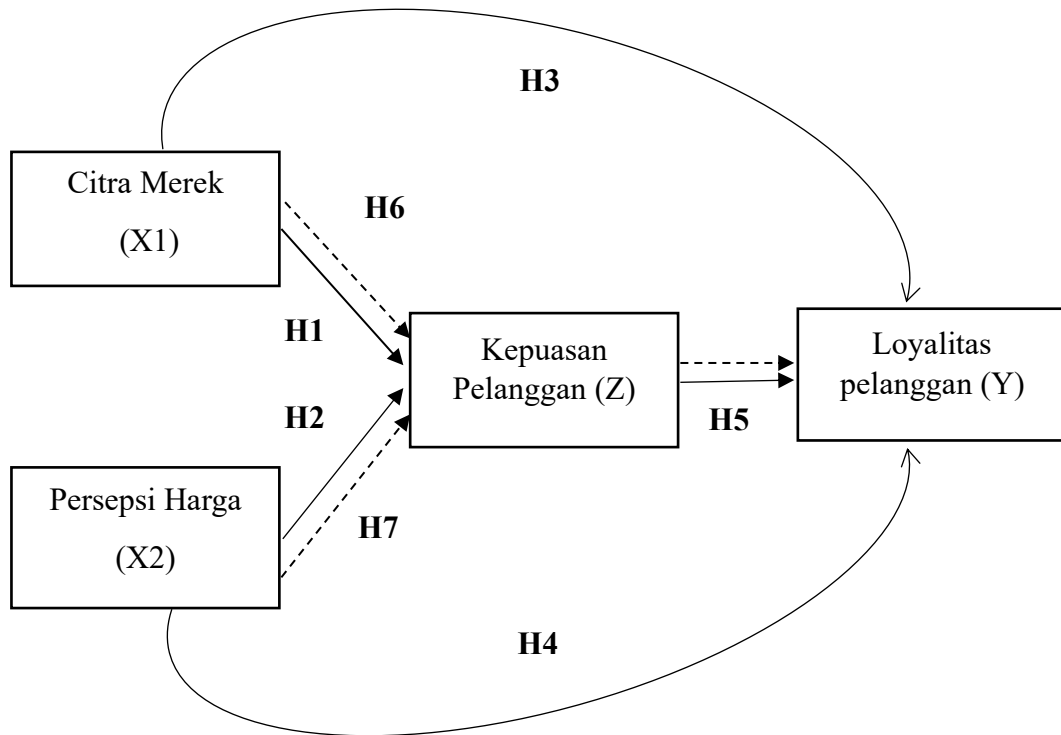 H3
Citra Merek
(X1)
H6
H1
Kepuasan
Pelanggan (Z)
Loyalitas
pelanggan (Y)
H2
H5
Persepsi Harga
(X2)
H7
H4